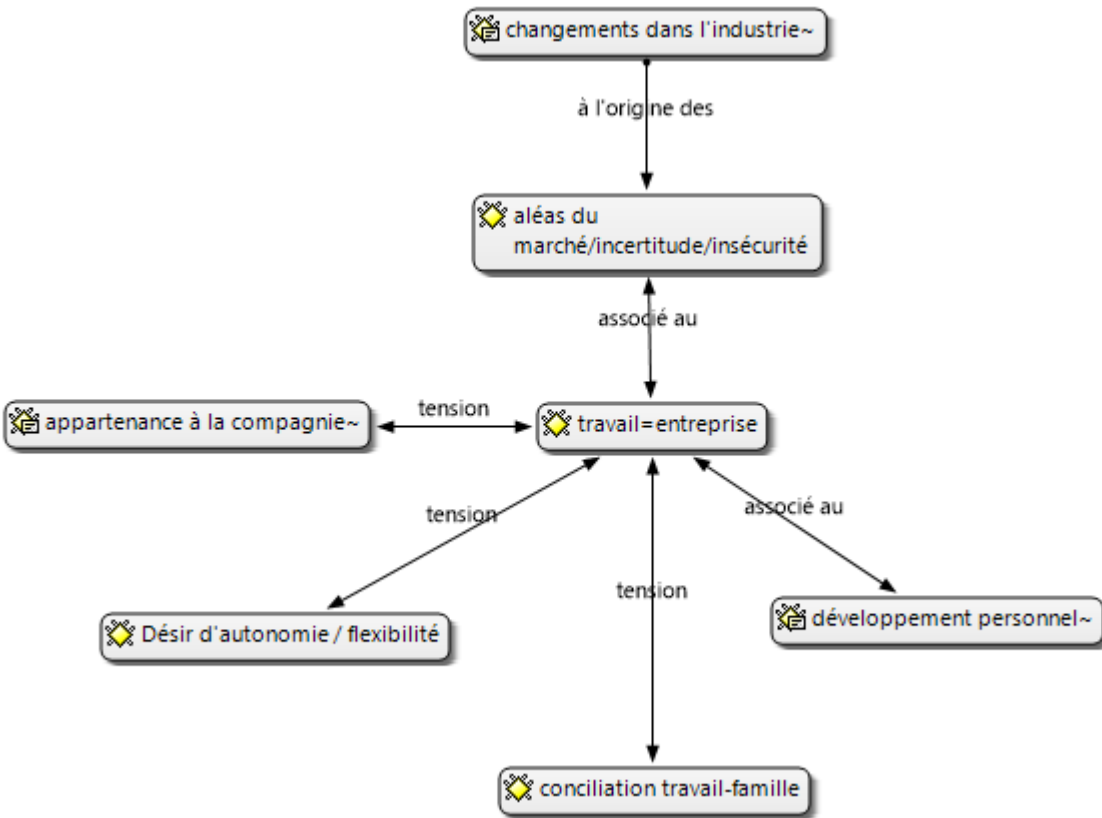 changements dans l'industrie~
à l'origine des
aléas du
marché/incertitude/insécurité
associé au
appartenance à la compagnie~
tension
travail=entreprise
tension
associé au
tension
Désir d'autonomie / flexibilité
développement personnel~
conciliation travail-famille